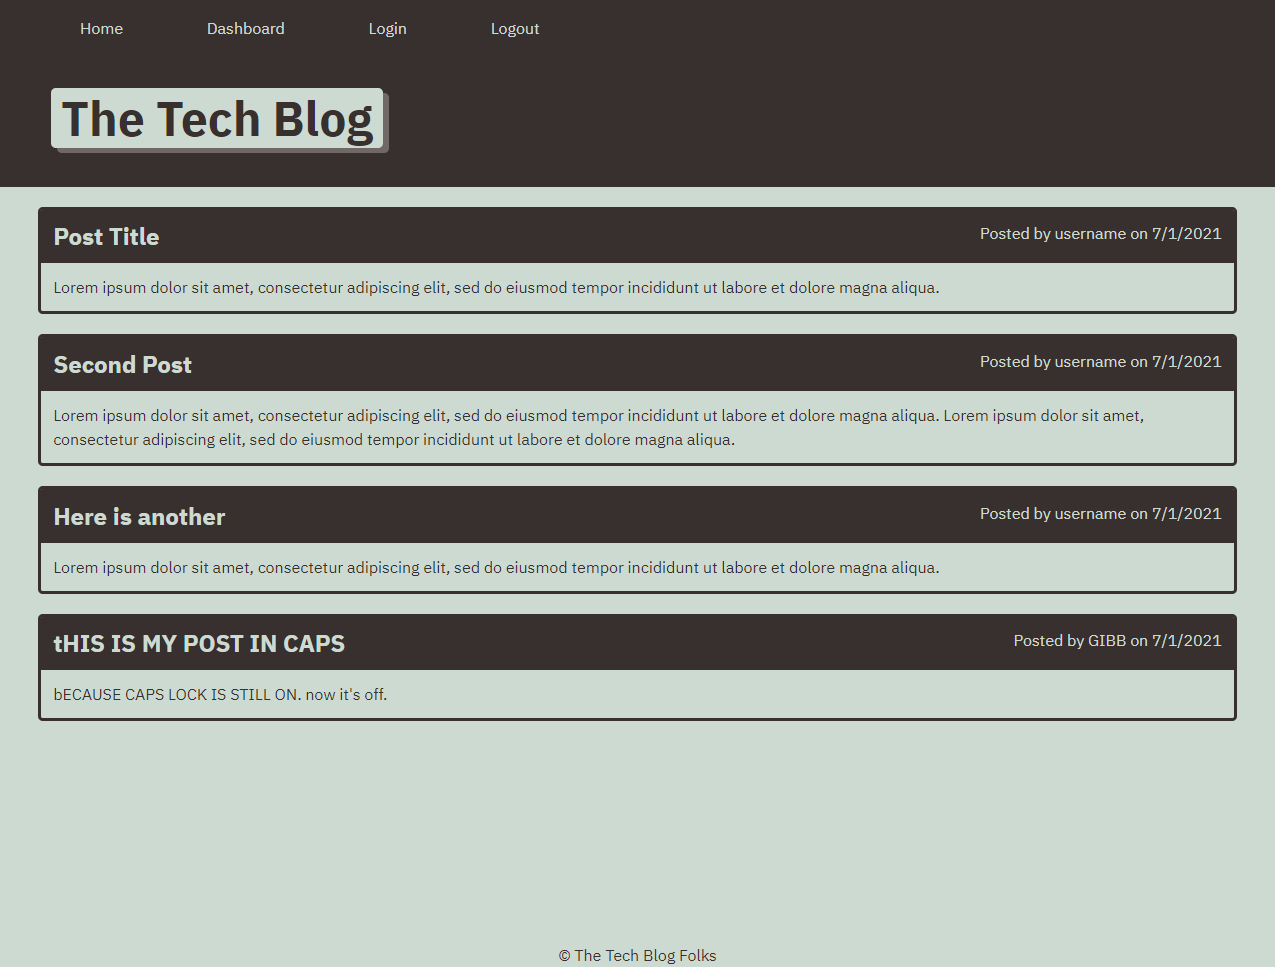 Home Dashboard Login Logout
The Tech Blog
Post Title Posted by username on 7/1/2021
Lorem ipsum dolor sit amet, consectetur adipiscing elit, sed do eiusmod tempor incididunt ut labore et dolore magna aliqua.
Second Post Posted by username on 7/1/2021
Lorem ipsum dolor sit amet, consectetur adipiscing elit, sed do eiusmod tempor incididunt ut labore et dolore magna aliqua. Lorem ipsum dolor sit amet,
consectetur adipiscing elit, sed do eiusmod tempor incididunt ut labore et dolore magna aliqua.
Here is another Posted by username on 7/1/2021
Lorem ipsum dolor sit amet, consectetur adipiscing elit, sed do eiusmod tempor incididunt ut labore et dolore magna aliqua.
tHIS IS MY POST IN CAPS Posted by GIBB on 7/1/2021
bECAUSE CAPS LOCK IS STILL ON. now it's off.
© The Tech Blog Folks